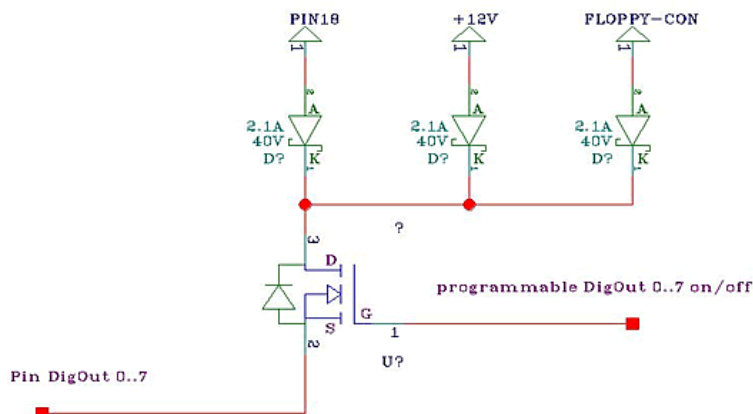 PIN18 +12V FLOPPY-CON
1 1 1
2 2 2
A A A
2.1A 2.1A 2.1A
40V 40V 40V
D? K D? K D? K
1 1 1
?
3
D
programmable DigOut 0..7 on/off
G
S
1
2
U?
Pin DigOut 0..7